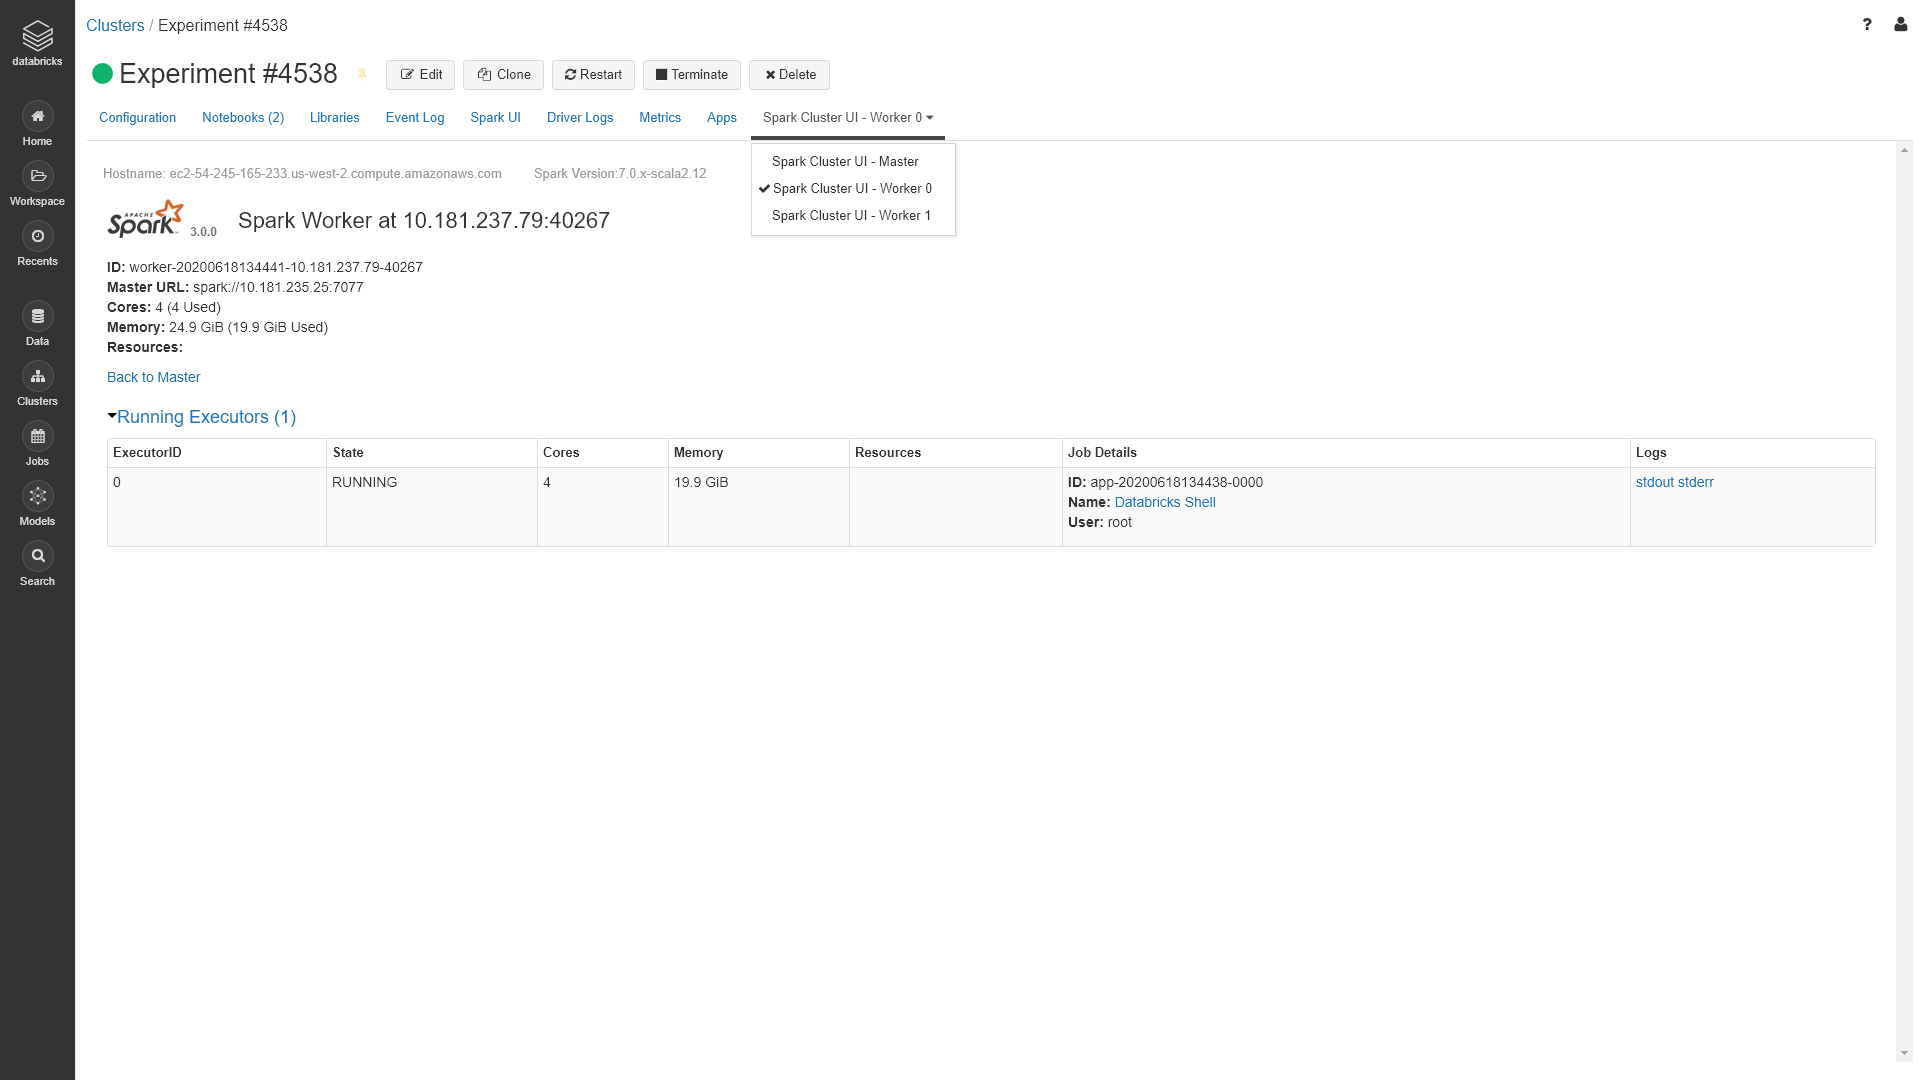 databricks
Home
Workspace
Recents
Data
Clusters
Jobs
Models
Search
Clusters / Experiment #4538
?
Experiment #4538 Edit Clone Restart Terminate Delete
Configuration Notebooks (2) Libraries Event Log Spark UI Driver Logs Metrics Apps Spark Cluster UI - Worker 0
Spark Cluster UI - Master
Spark Cluster UI - Worker 0
Spark Cluster UI - Worker 1
Hostname: ec2-54-245-165-233.us-west-2.compute.amazonaws.com Spark Version:7.0.x-scala2.12
APACHE Spark™ 3.0.0 Spark Worker at 10.181.237.79:40267
ID: worker-20200618134441-10.181.237.79-40267
Master URL: spark://10.181.235.25:7077
Cores: 4 (4 Used)
Memory: 24.9 GiB (19.9 GiB Used)
Resources:
Back to Master
Running Executors (1)
ExecutorID State Cores Memory Resources Job Details Logs
0 RUNNING 4 19.9 GiB ID: app-20200618134438-0000 stdout stderr
Name: Databricks Shell
User: root